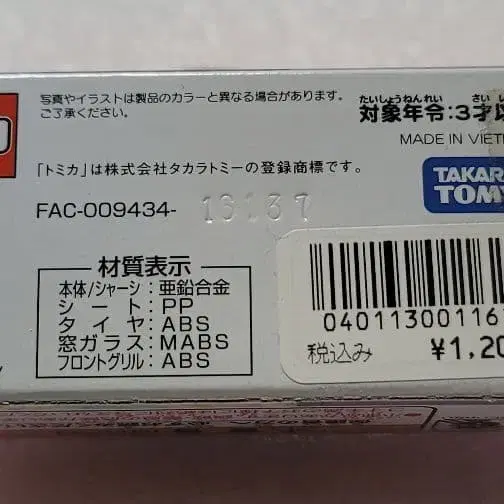 写真やイラストは製品のカラーと異なる場合があります。
ご了承ください。
たいしょうねんれい さい
対象年令:3才以
MADE IN VIET
「トミカ」は株式会社タカラトミーの登録商標です。
TAKARA
TOMY
FAC-009434- 13137
材質表示
本体/シャーシ:亜鉛合金
シート:PP
タイヤ:ABS
窓ガラス:MABS
フロントグリル:ABS
04011300116
税込み ¥1,20